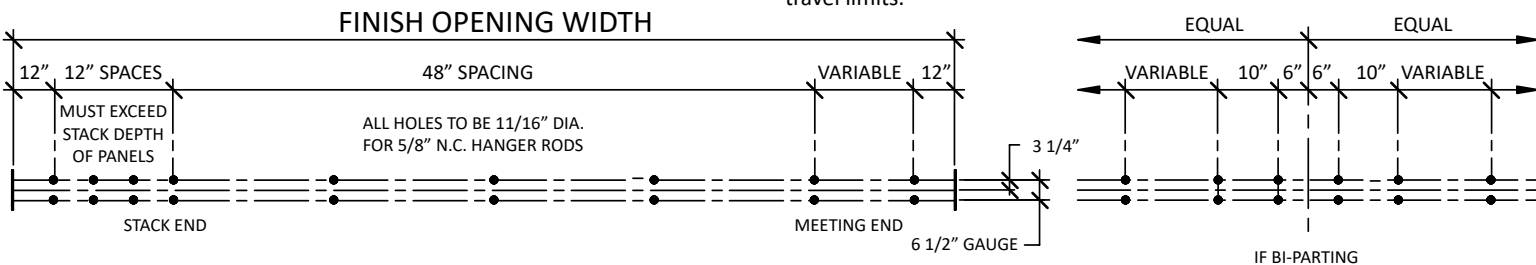 travel limits.
FINISH OPENING WIDTH
12” 12” SPACES 48” SPACING VARIABLE 12”
MUST EXCEED
STACK DEPTH
OF PANELS
ALL HOLES TO BE 11/16” DIA.
FOR 5/8” N.C. HANGER RODS
3 1/4”
STACK END
MEETING END
6 1/2” GAUGE
EQUAL EQUAL
VARIABLE 10” 6” 6” 10” VARIABLE
IF BI-PARTING